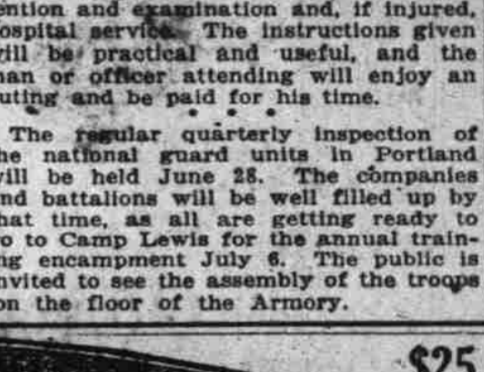 ention and examination and, if injured,
ospital service. The instructions given
vill be practical and useful, and the
nan or officer attending will enjoy an
uting and be paid for his time.
• • •
The regular quarterly inspection of
he national guard units in Portland
vill be held June 28. The companies
nd battalions will be well filled up by
hat time, as all are getting ready to
o to Camp Lewis for the annual train-
ng encampment July 6. The public is
nvited to see the assembly of the troops
on the floor of the Armory.
$25